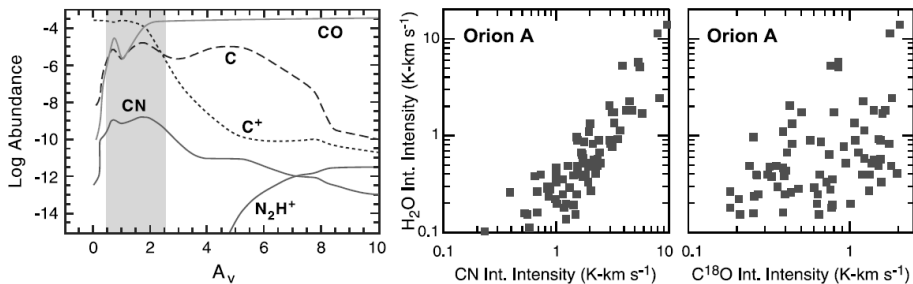 Log Abundance
-4
-6
-8
-10
-12
-14
0
2
4
6
8
10
A_V
CO
C
CN
C⁺
N₂H⁺
Orion A
H₂O Int. Intensity (K-km s⁻¹)
10
1
0.1
0.1
1
10
CN Int. Intensity (K-km s⁻¹)
Orion A
0.1
1
C¹⁸O Int. Intensity (K-km s⁻¹)